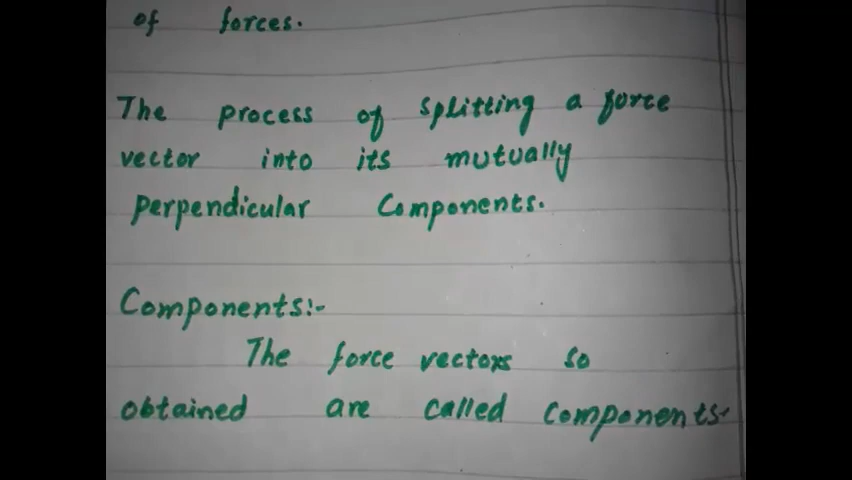 of forces.
The process of splitting a force
vector into its mutually
perpendicular Components.
Components:-
The force vectors so
obtained are called components.